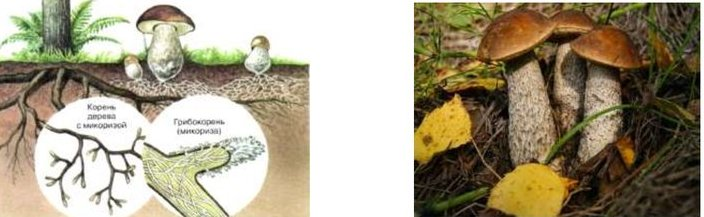 Корень
дерева
с микоризой
Грибокорень
(микориза)